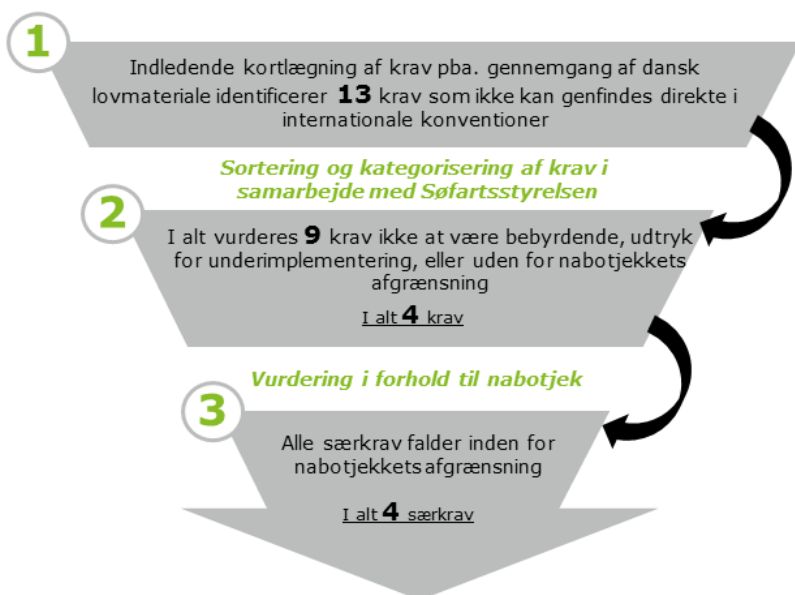 1
Indledende kortlægning af krav pba. gennemgang af dansk
lovmateriale identificerer 13 krav som ikke kan genfindes direkte i
internationale konventioner
Sortering og kategorisering af krav i
samarbejde med Søfartsstyrelsen
2
I alt vurderes 9 krav ikke at være bebyrdende, udtryk
for underimplementering, eller uden for nabotjekkets
afgrænsning
I alt 4 krav
Vurdering i forhold til nabotjek
3
Alle særkrav falder inden for
nabotjekkets afgrænsning
I alt 4 særkrav